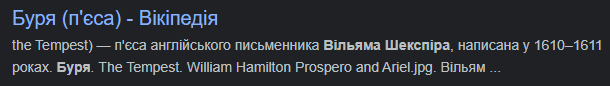 Буря (п'єса) - Вікіпедія
the Tempest) — п'єса англійського письменника Вільяма Шекспіра, написана у 1610–1611
роках. Буря. The Tempest. William Hamilton Prospero and Ariel.jpg. Вільям ...